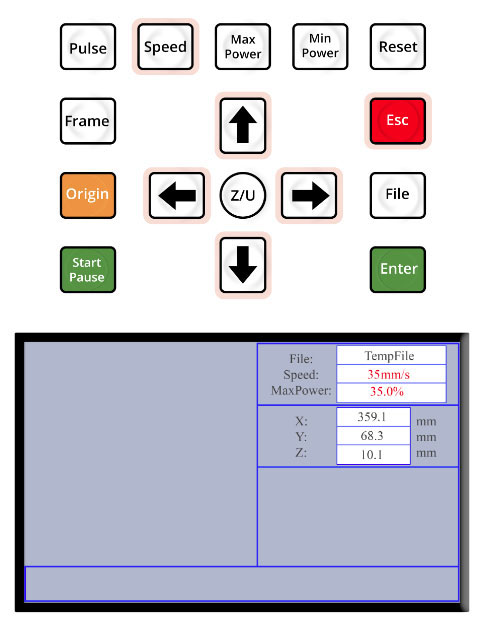 Pulse
Speed
Max
Power
Min
Power
Reset
Frame
Esc
Origin
Z/U
File
Start
Pause
Enter
File: TempFile
Speed: 35mm/s
MaxPower: 35.0%
X: 359.1 mm
Y: 68.3 mm
Z: 10.1 mm